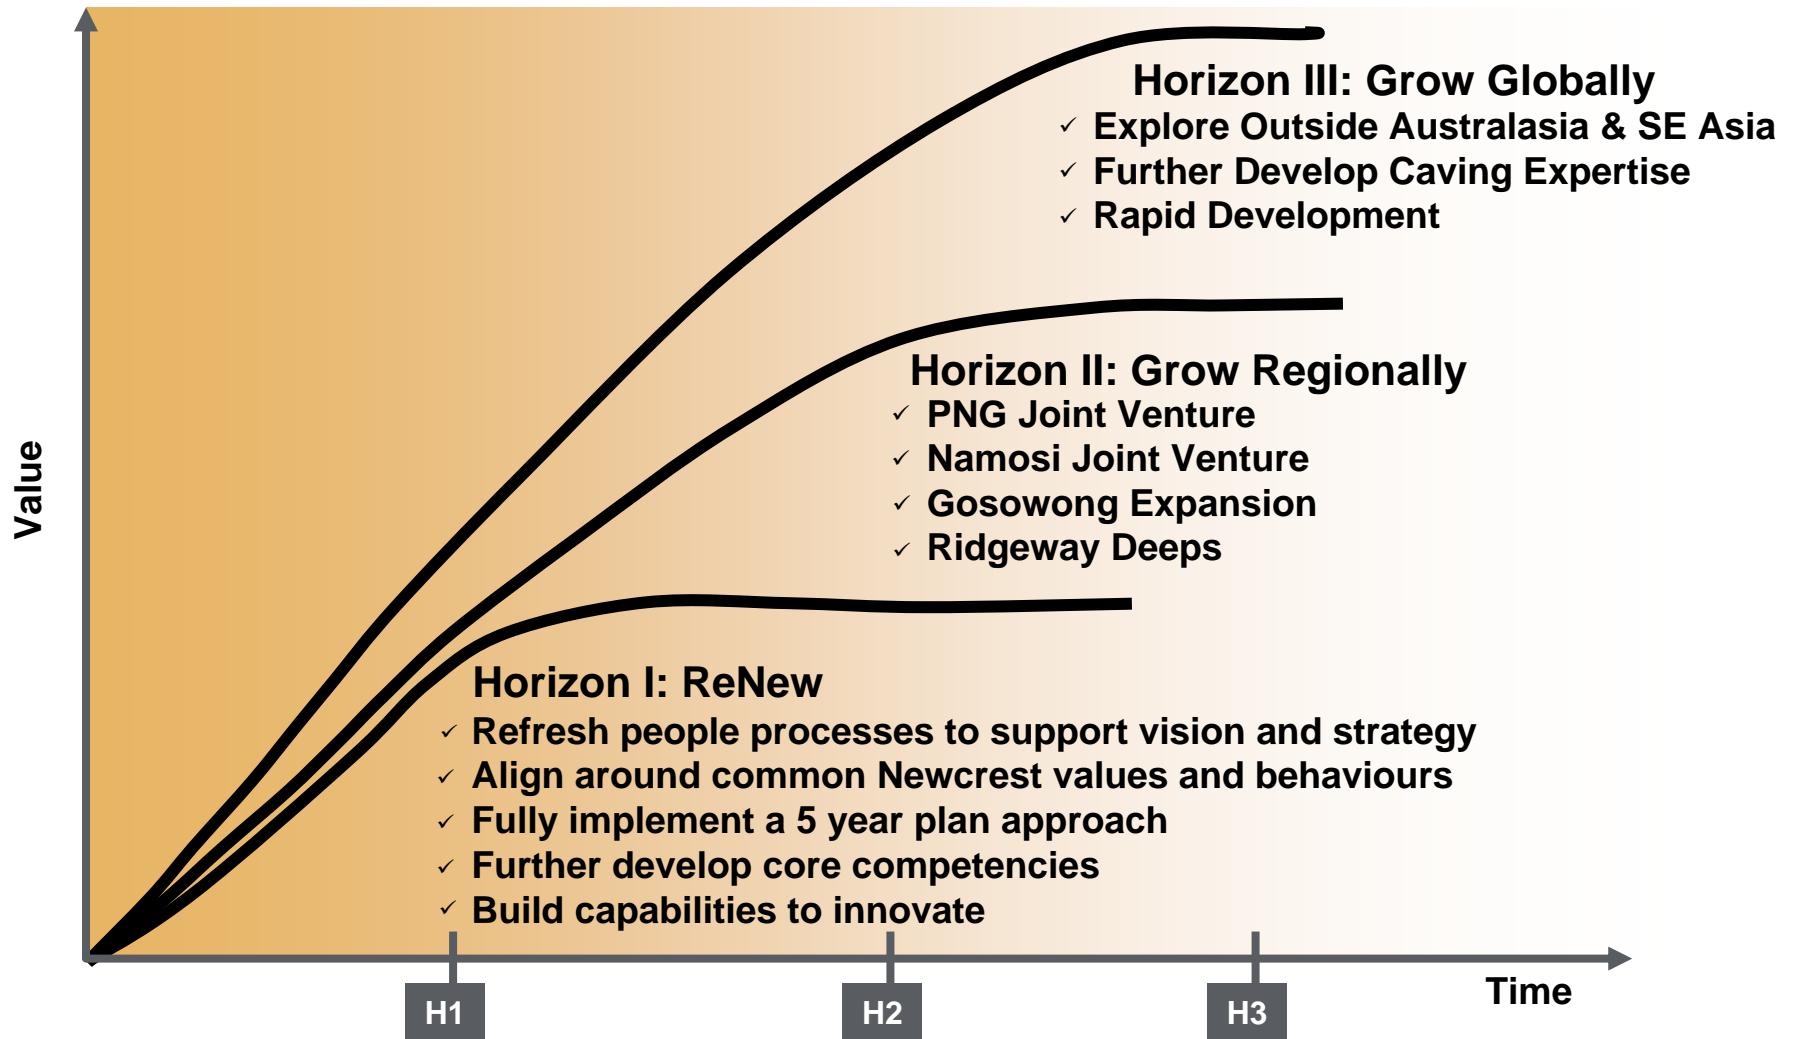 Horizon III: Grow Globally
✓ Explore Outside Australasia & SE Asia
✓ Further Develop Caving Expertise
✓ Rapid Development
Horizon II: Grow Regionally
✓ PNG Joint Venture
✓ Namosi Joint Venture
✓ Gosowong Expansion
✓ Ridgeway Deeps
Value
Horizon I: ReNew
✓ Refresh people processes to support vision and strategy
✓ Align around common Newcrest values and behaviours
✓ Fully implement a 5 year plan approach
✓ Further develop core competencies
✓ Build capabilities to innovate
Time
H1
H2
H3